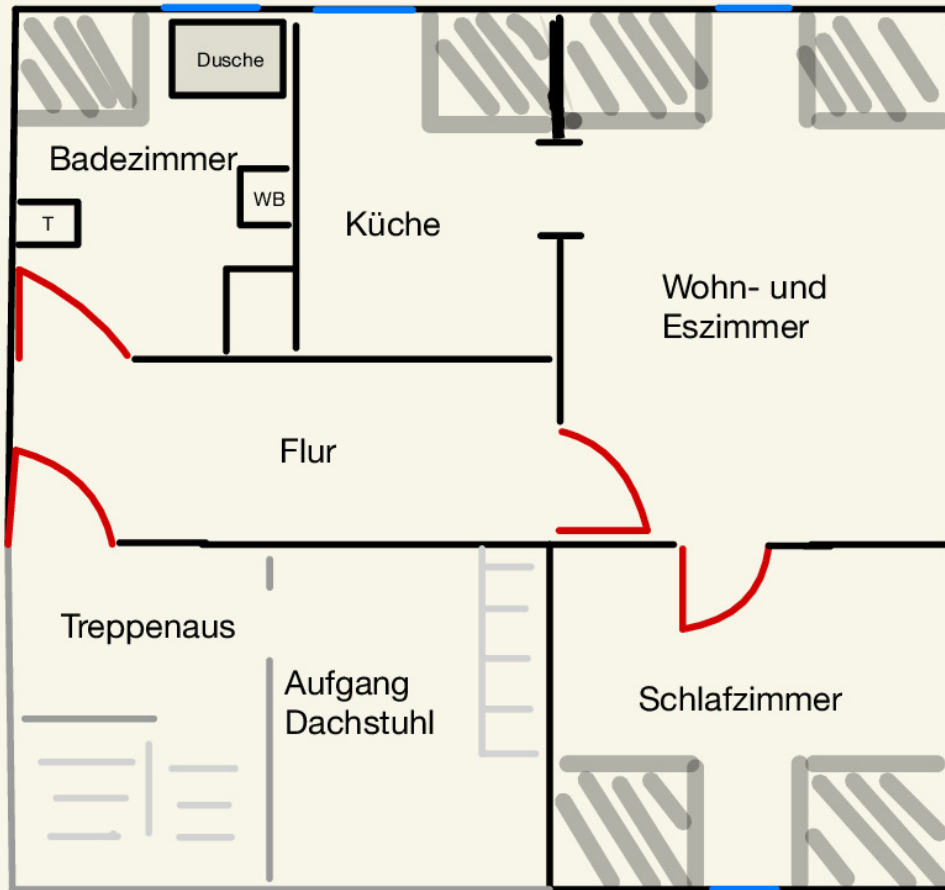 Dusche
Badezimmer
WB
T
Küche
Wohn- und
Eszimmer
Flur
Treppenaus
Aufgang
Dachstuhl
Schlafzimmer